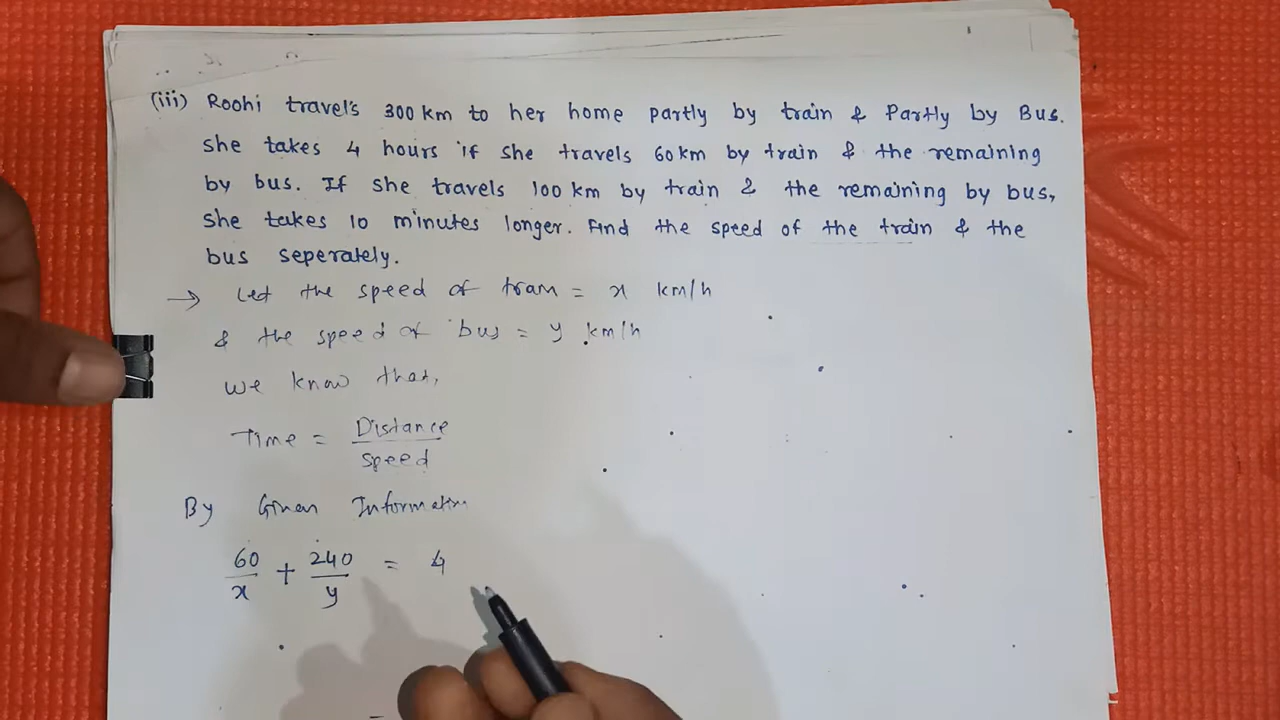 (iii) Roohi travel's 300 km to her home partly by train & Partly by Bus.
she takes 4 hours if she travels 60 km by train & the remaining
by bus. If she travels 100 km by train & the remaining by bus,
she takes 10 minutes longer. Find the speed of the train & the
bus seperately.
→ Let the speed of train = x km/h
& the speed of bus = y km/h
We know that,
Time = Distance / speed
By Given Information
60/x + 240/y = 4